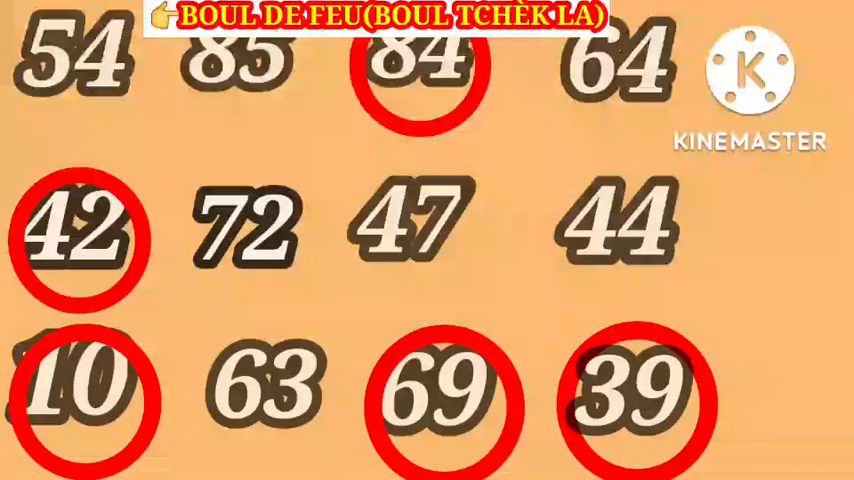 👉BOUL DE FEU(BOUL TCHÈK LA)
54 85 84 64
KINEMASTER
42 72 47 44
10 63 69 39